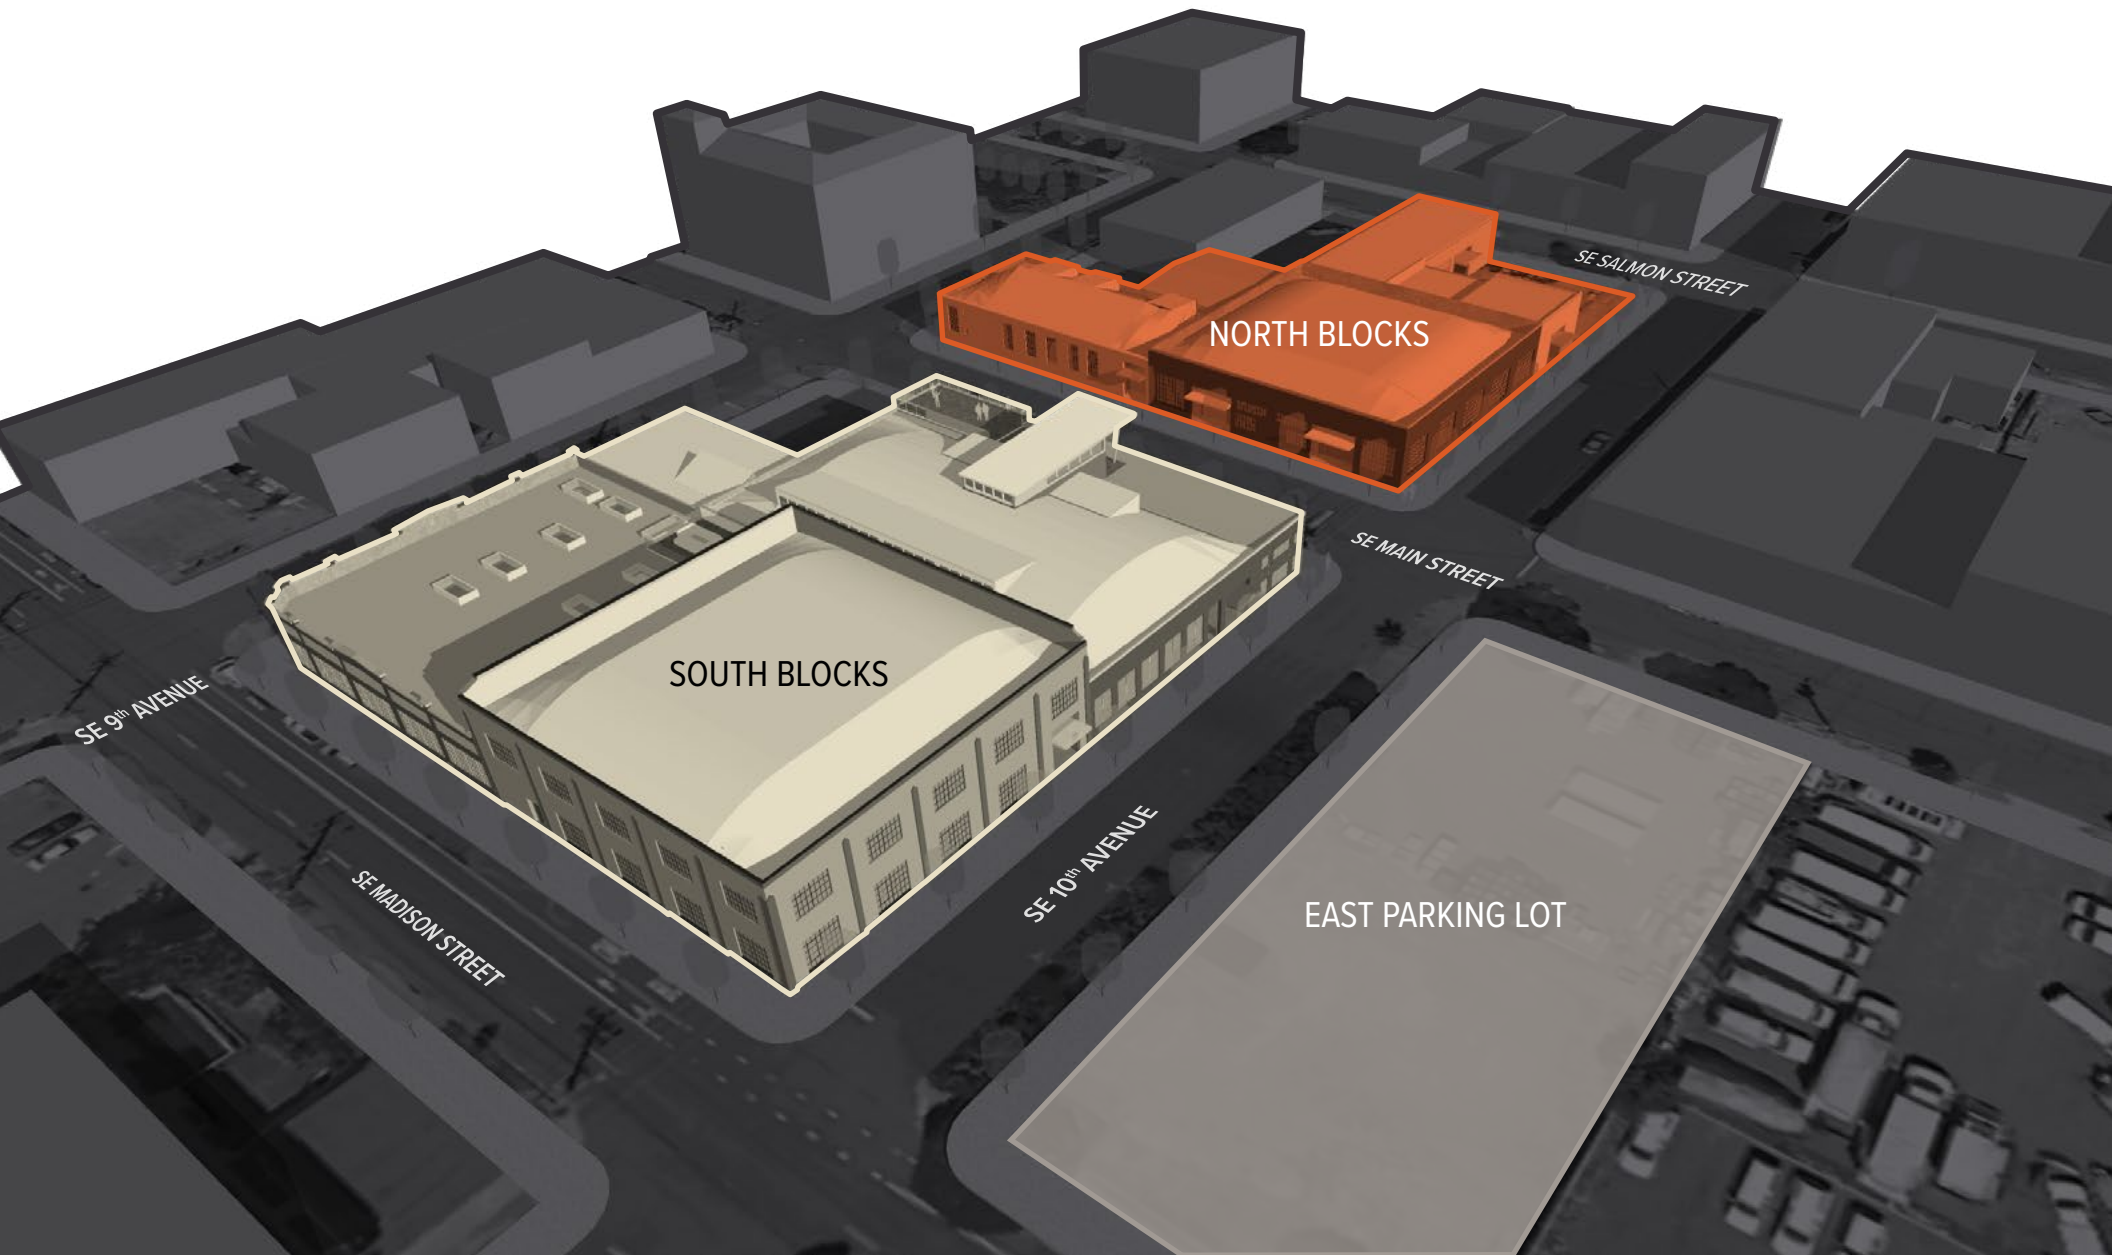 SE SALMON STREET
NORTH BLOCKS
SE MAIN STREET
SOUTH BLOCKS
SE 9th AVENUE
SE 10th AVENUE
SE MADISON STREET
EAST PARKING LOT